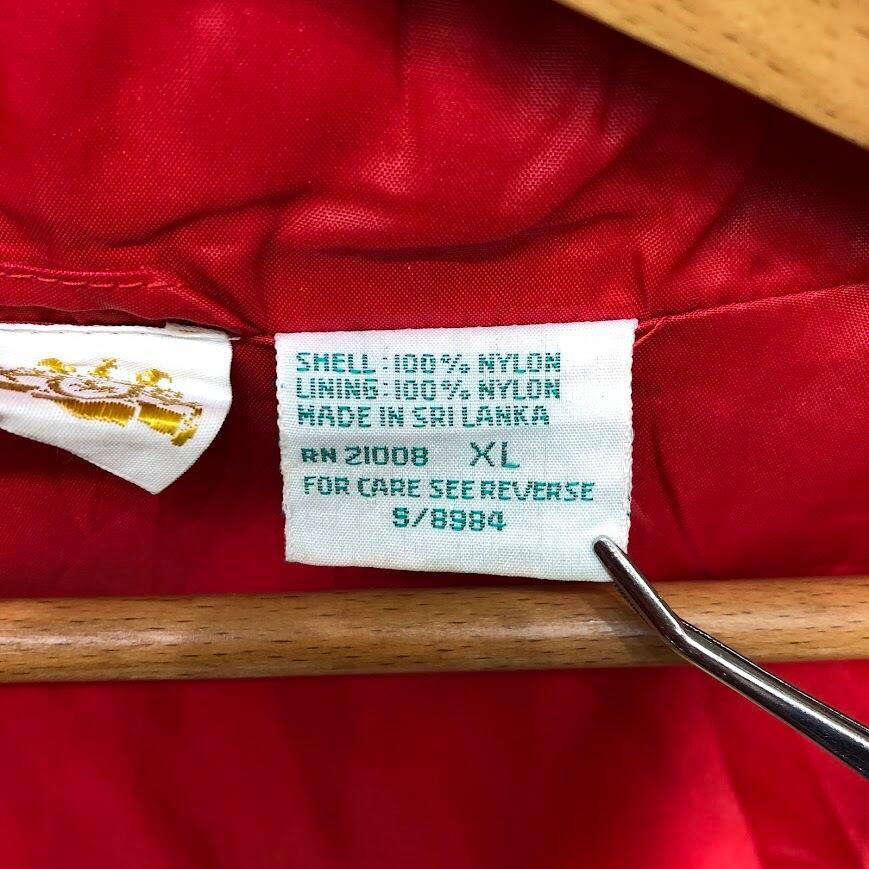 SHELL:100% NYLON
LINING:100% NYLON
MADE IN SRI LANKA
RN 21008 XL
FOR CARE SEE REVERSE
S/8984